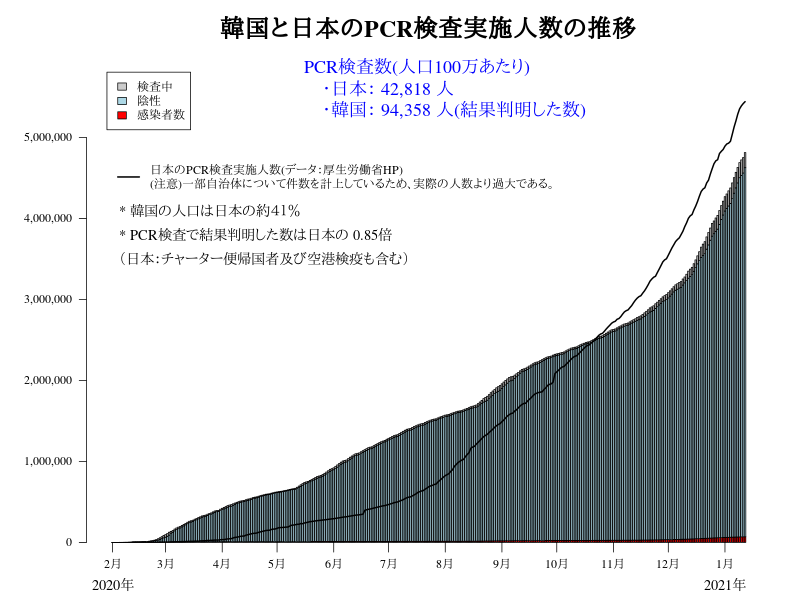 韓国と日本のPCR検査実施人数の推移
PCR検査数(人口100万あたり)
・日本: 42,818 人
・韓国: 94,358 人(結果判明した数)
検査中
陰性
感染者数
日本のPCR検査実施人数(データ：厚生労働省HP)
(注意)一部自治体について件数を計上しているため、実際の人数より過大である。
* 韓国の人口は日本の約41%
* PCR検査で結果判明した数は日本の 0.85倍
（日本：チャーター便帰国者及び空港検疫も含む）
5,000,000
4,000,000
3,000,000
2,000,000
1,000,000
0
2月 3月 4月 5月 6月 7月 8月 9月 10月 11月 12月 1月
2020年 2021年